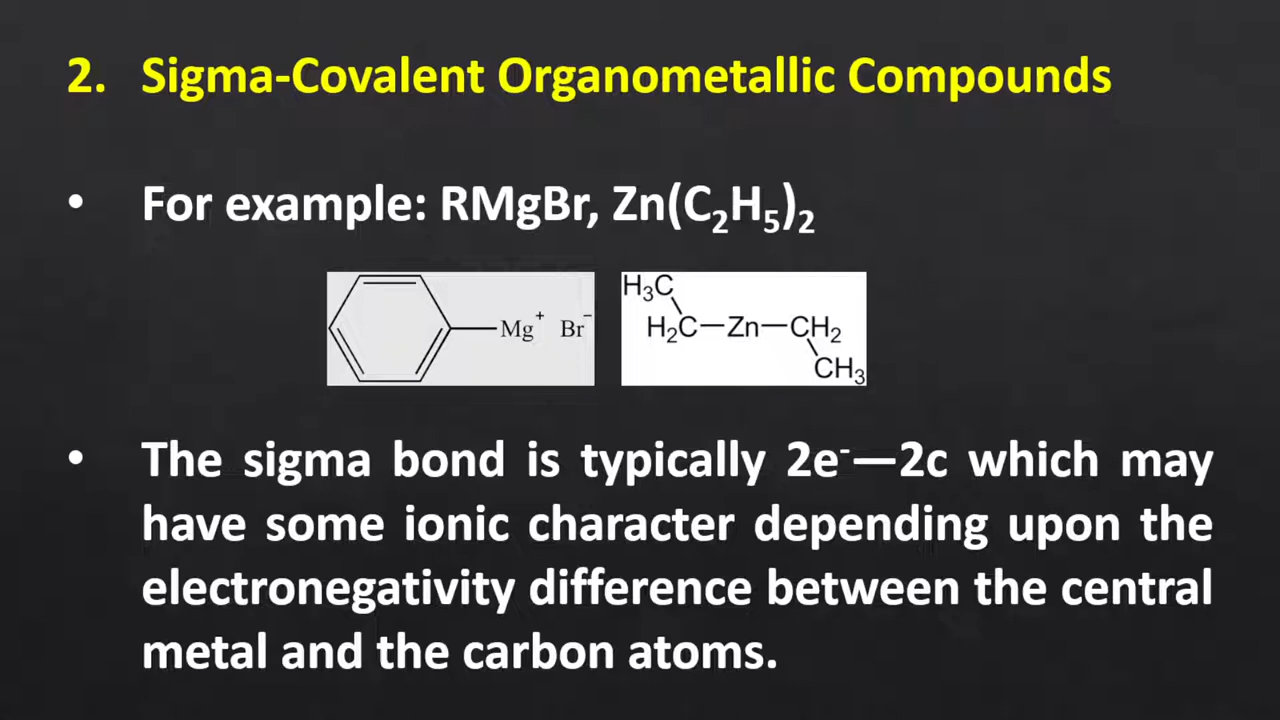 2. Sigma-Covalent Organometallic Compounds
• For example: RMgBr, Zn(C₂H₅)₂
Mg⁺ Br⁻
H₃C
H₂C—Zn—CH₂
CH₃
• The sigma bond is typically 2e⁻—2c which may
have some ionic character depending upon the
electronegativity difference between the central
metal and the carbon atoms.